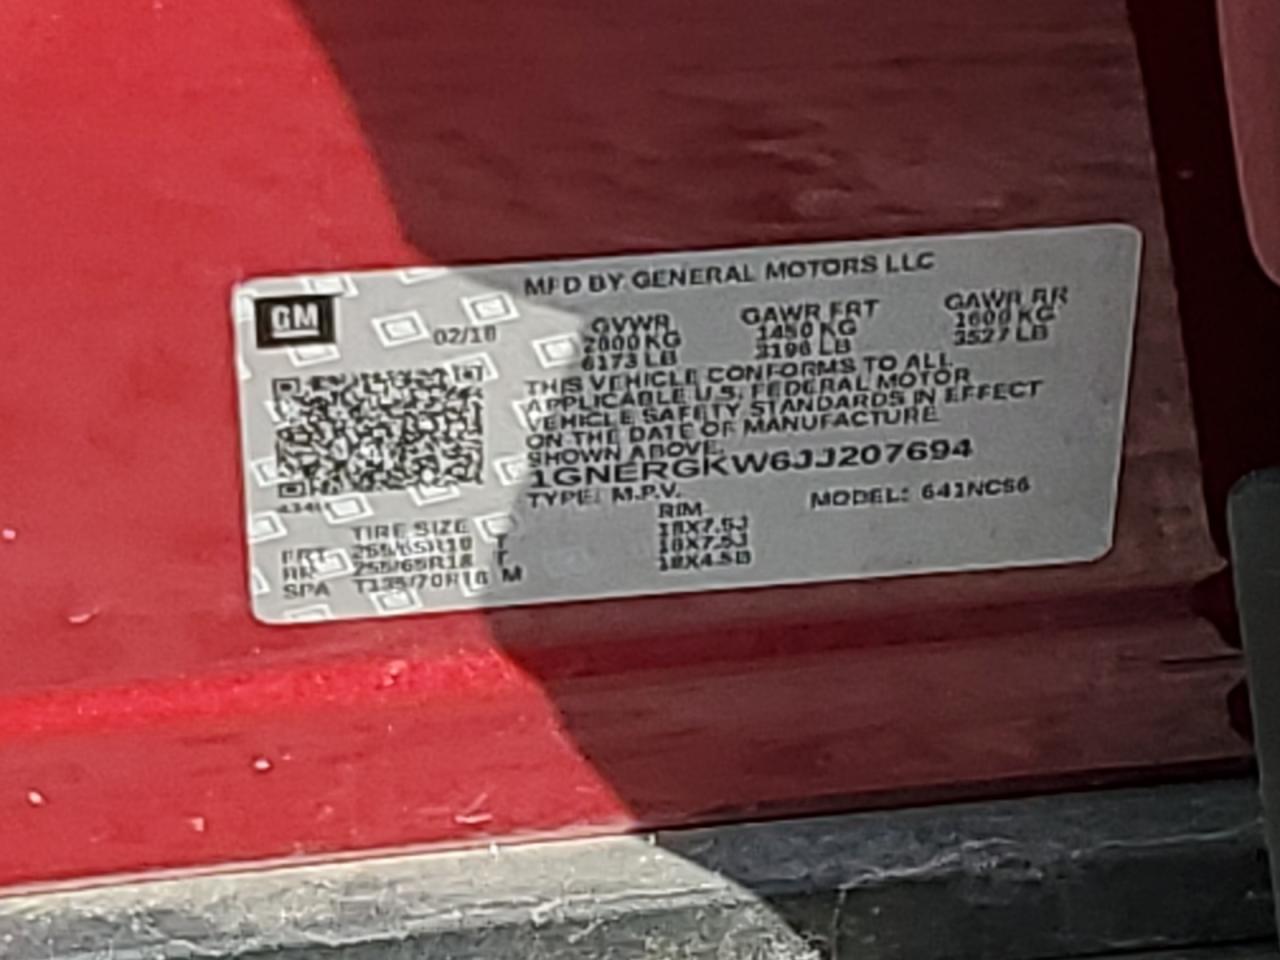 GM
MFD BY GENERAL MOTORS LLC
02/18
GVWR GAWR FRT GAWR RR
2800 KG 1450 KG 1600 KG
6173 LB 3196 LB 3527 LB
THIS VEHICLE CONFORMS TO ALL
APPLICABLE U.S. FEDERAL MOTOR
VEHICLE SAFETY STANDARDS IN EFFECT
ON THE DATE OF MANUFACTURE
SHOWN ABOVE.
1GNERGKW6JJ207694
TYPE: M.P.V. MODEL: 641NCS6
TIRE SIZE RIM
FRT 255/65R18 18X7.5J
RR 255/65R18 18X7.5J
SPA T135/70R18 M 18X4.5B